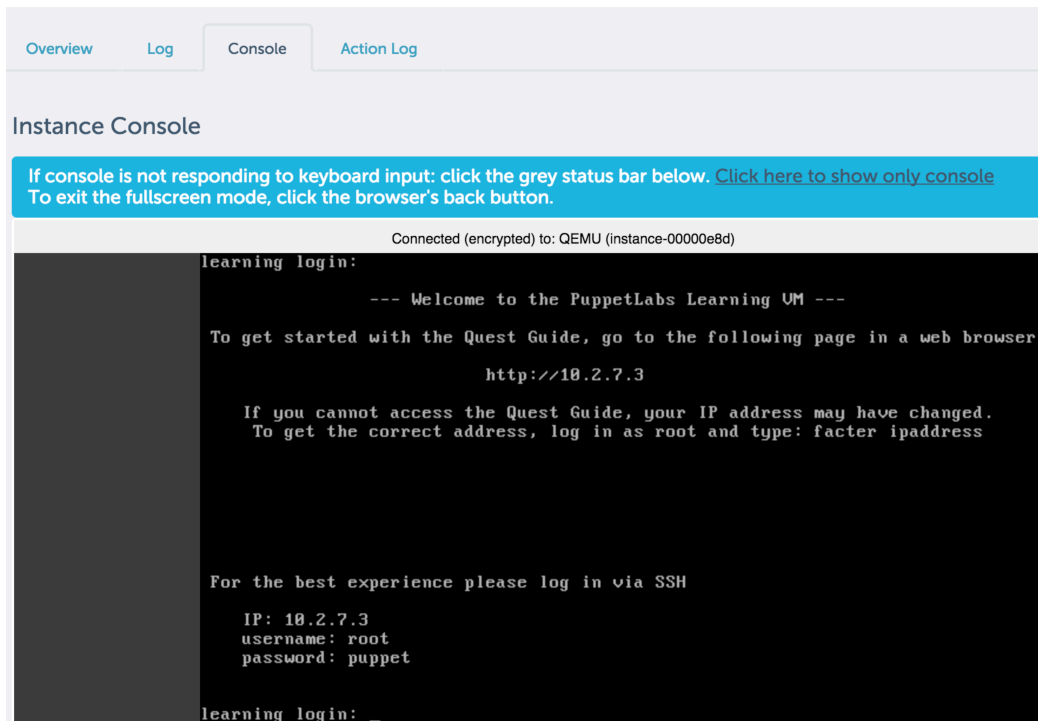 Overview Log Console Action Log
Instance Console
If console is not responding to keyboard input: click the grey status bar below. Click here to show only console
To exit the fullscreen mode, click the browser's back button.
Connected (encrypted) to: QEMU (instance-00000e8d)
learning login:
--- Welcome to the PuppetLabs Learning VM ---
To get started with the Quest Guide, go to the following page in a web browser
http://10.2.7.3
If you cannot access the Quest Guide, your IP address may have changed.
To get the correct address, log in as root and type: facter ipaddress
For the best experience please log in via SSH
IP: 10.2.7.3
username: root
password: puppet
learning login: _